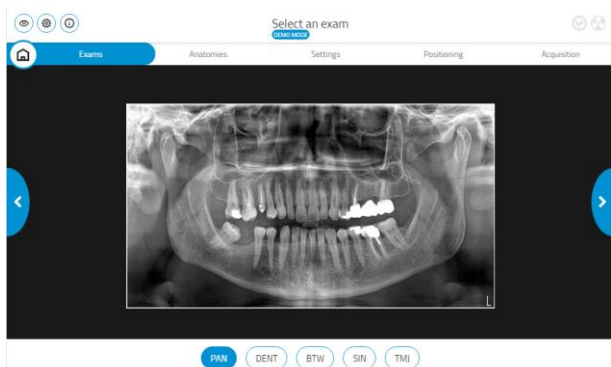 Select an exam
DEMO MODE
Exams Anatomies Settings Positioning Acquisition
L
PAN DENT BTW SIN TMJ